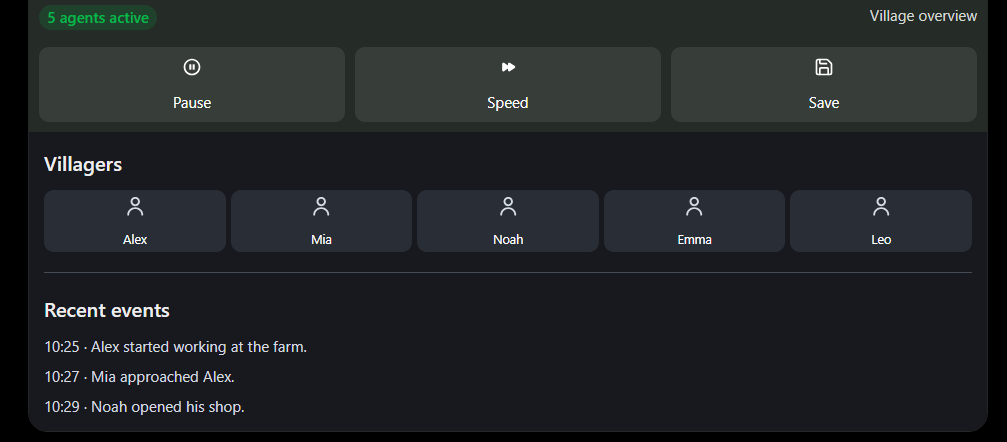 5 agents active
Village overview
Pause
Speed
Save
Villagers
Alex
Mia
Noah
Emma
Leo
Recent events
10:25 · Alex started working at the farm.
10:27 · Mia approached Alex.
10:29 · Noah opened his shop.